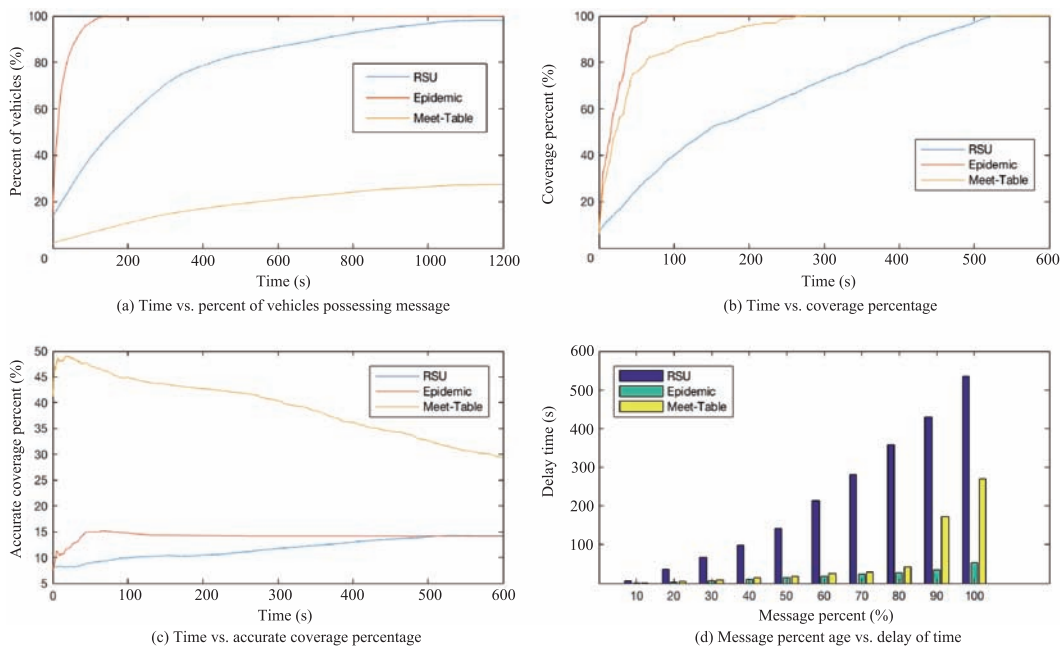 100
80
60
40
20
0
Percent of vehicles (%)
RSU
Epidemic
Meet-Table
200 400 600 800 1000 1200
Time (s)
(a) Time vs. percent of vehicles possessing message
100
80
60
40
20
0
Coverage percent (%)
RSU
Epidemic
Meet-Table
0 100 200 300 400 500 600
Time (s)
(b) Time vs. coverage percentage
50
45
40
35
30
25
20
15
10
5
Accurate coverage percent (%)
RSU
Epidemic
Meet-Table
0 100 200 300 400 500 600
Time (s)
(c) Time vs. accurate coverage percentage
600
500
400
300
200
100
Delay time (s)
RSU
Epidemic
Meet-Table
10 20 30 40 50 60 70 80 90 100
Message percent (%)
(d) Message percent age vs. delay of time